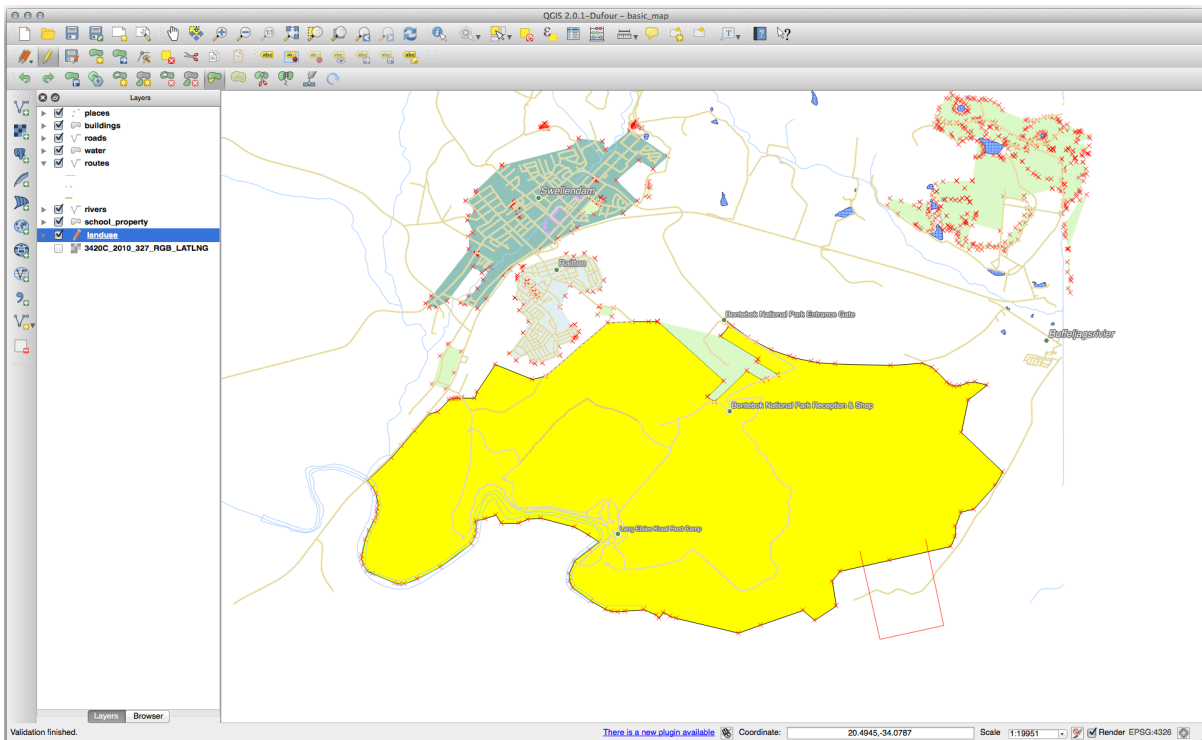 QGIS 2.0.1-Dufour - basic_map
Layers
places
buildings
roads
water
routes
rivers
school_property
landuse
3420C_2010_327_RGB_LATLNG
Swellendam
Railton
Bontebok National Park Entrance Gate
Buffeljagsrivier
Bontebok National Park Reception & Shop
Lang Elsies Kraal Rest Camp
Layers
Browser
Validation finished.
There is a new plugin available
Coordinate:
20.4945,-34.0787
Scale
1:19951
Render
EPSG:4326